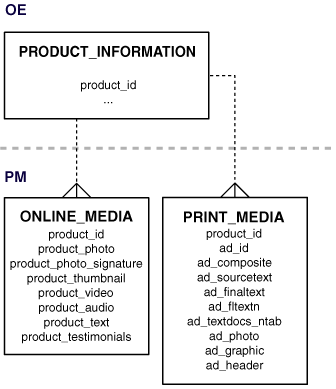 OE
PRODUCT_INFORMATION
product_id
...
PM
ONLINE_MEDIA
product_id
product_photo
product_photo_signature
product_thumbnail
product_video
product_audio
product_text
product_testimonials
PRINT_MEDIA
product_id
ad_id
ad_composite
ad_sourcetext
ad_finaltext
ad_fltextn
ad_textdocs_ntab
ad_photo
ad_graphic
ad_header